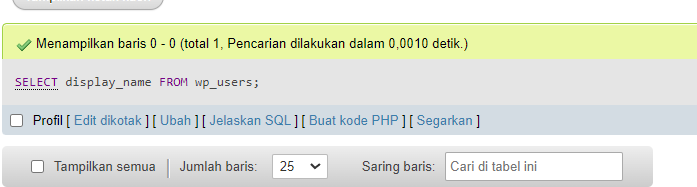 Menampilkan baris 0 - 0 (total 1, Pencarian dilakukan dalam 0,0010 detik.)
SELECT display_name FROM wp_users;
Profil [ Edit dikotak ] [ Ubah ] [ Jelaskan SQL ] [ Buat kode PHP ] [ Segarkan ]
Tampilkan semua Jumlah baris: 25 Saring baris: Cari di tabel ini